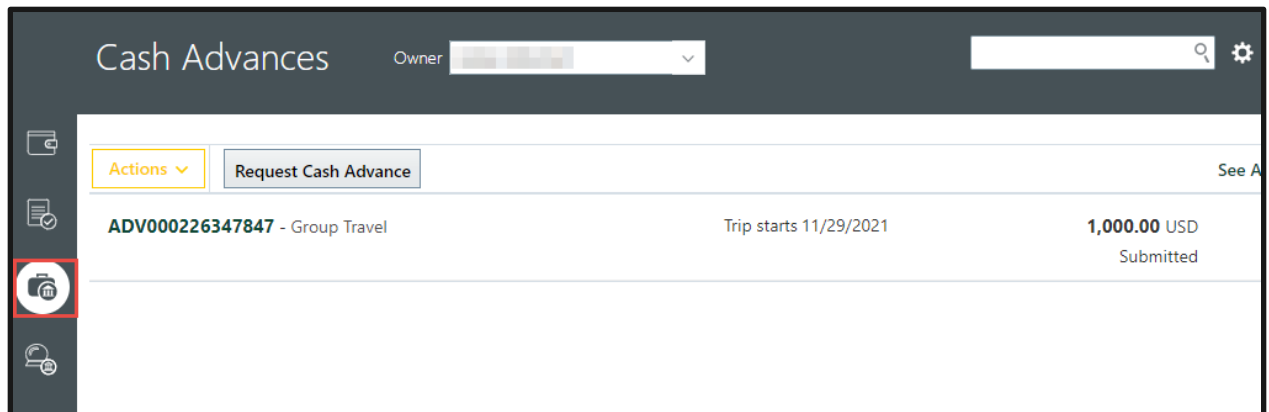 Cash Advances
Owner
Actions
Request Cash Advance
See A
ADV000226347847 - Group Travel
Trip starts 11/29/2021
1,000.00 USD
Submitted